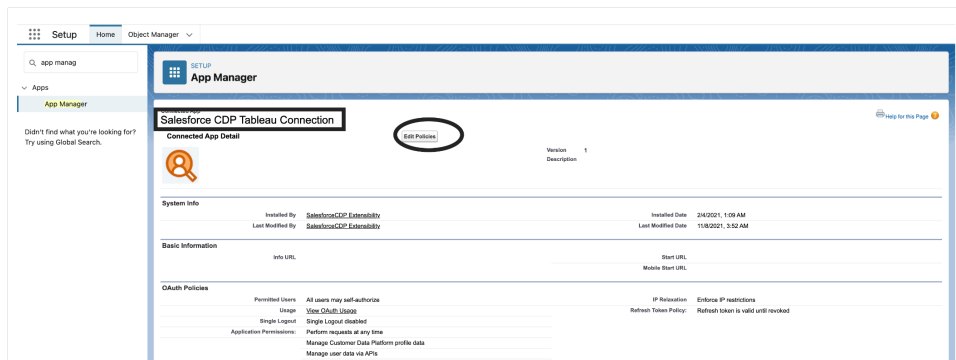 Setup Home Object Manager
app manag
Apps
App Manager
Didn't find what you're looking for?
Try using Global Search.
SETUP
App Manager
Connected App
Salesforce CDP Tableau Connection
Help for this Page
Connected App Detail
Edit Policies
Version 1
Description
System Info
Installed By SalesforceCDP Extensibility Installed Date 2/4/2021, 1:09 AM
Last Modified By SalesforceCDP Extensibility Last Modified Date 11/8/2021, 3:52 AM
Basic Information
Info URL Start URL
Mobile Start URL
OAuth Policies
Permitted Users All users may self-authorize IP Relaxation Enforce IP restrictions
Usage View OAuth Usage Refresh Token Policy: Refresh token is valid until revoked
Single Logout Single Logout disabled
Application Permissions: Perform requests at any time
Manage Customer Data Platform profile data
Manage user data via APIs